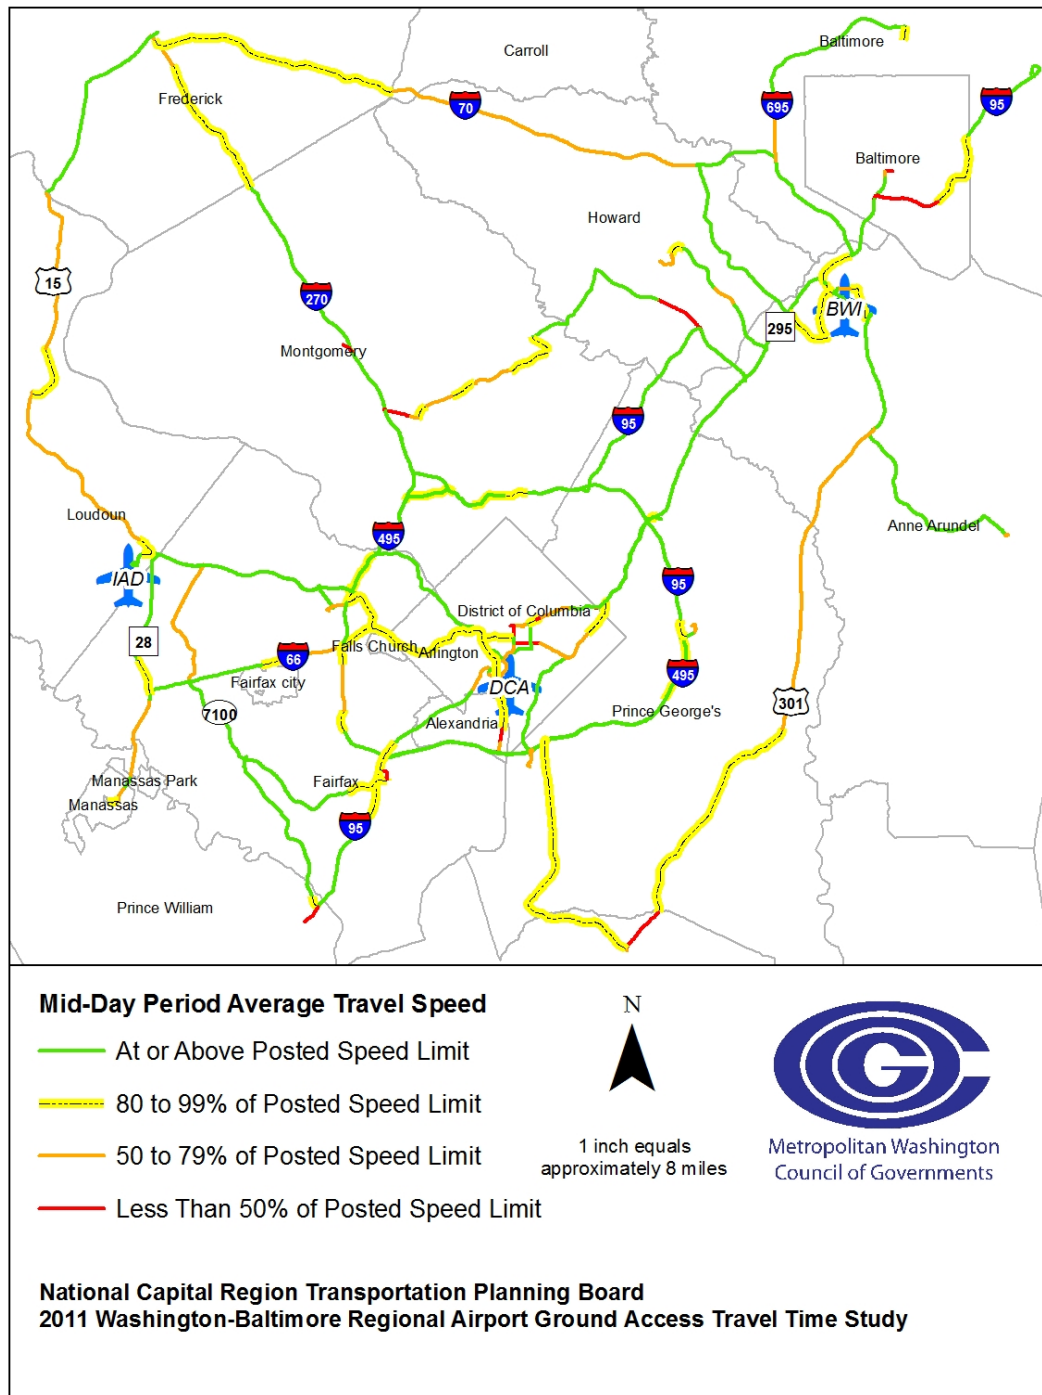 Carroll
Baltimore
Frederick
70
695
95
Baltimore
Howard
15
270
BWI
295
Montgomery
95
Loudoun
495
Anne Arundel
IAD
95
District of Columbia
28
Falls Church
Arlington
66
Fairfax city
DCA
495
7100
Alexandria
Prince George's
301
Manassas Park
Fairfax
Manassas
95
Prince William
Mid-Day Period Average Travel Speed
At or Above Posted Speed Limit
80 to 99% of Posted Speed Limit
50 to 79% of Posted Speed Limit
Less Than 50% of Posted Speed Limit
N
1 inch equals
approximately 8 miles
Metropolitan Washington
Council of Governments
National Capital Region Transportation Planning Board
2011 Washington-Baltimore Regional Airport Ground Access Travel Time Study